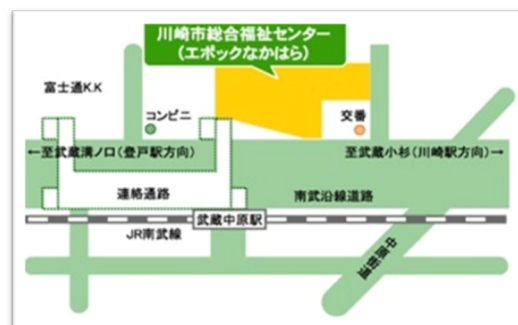 川崎市総合福祉センター
(エポックなかはら)
富士通K.K
コンビニ
交番
←至武蔵溝ノ口(登戸駅方向)
至武蔵小杉(川崎駅方向)→
連絡通路
南武沿線道路
武蔵中原駅
JR南武線
中原街道